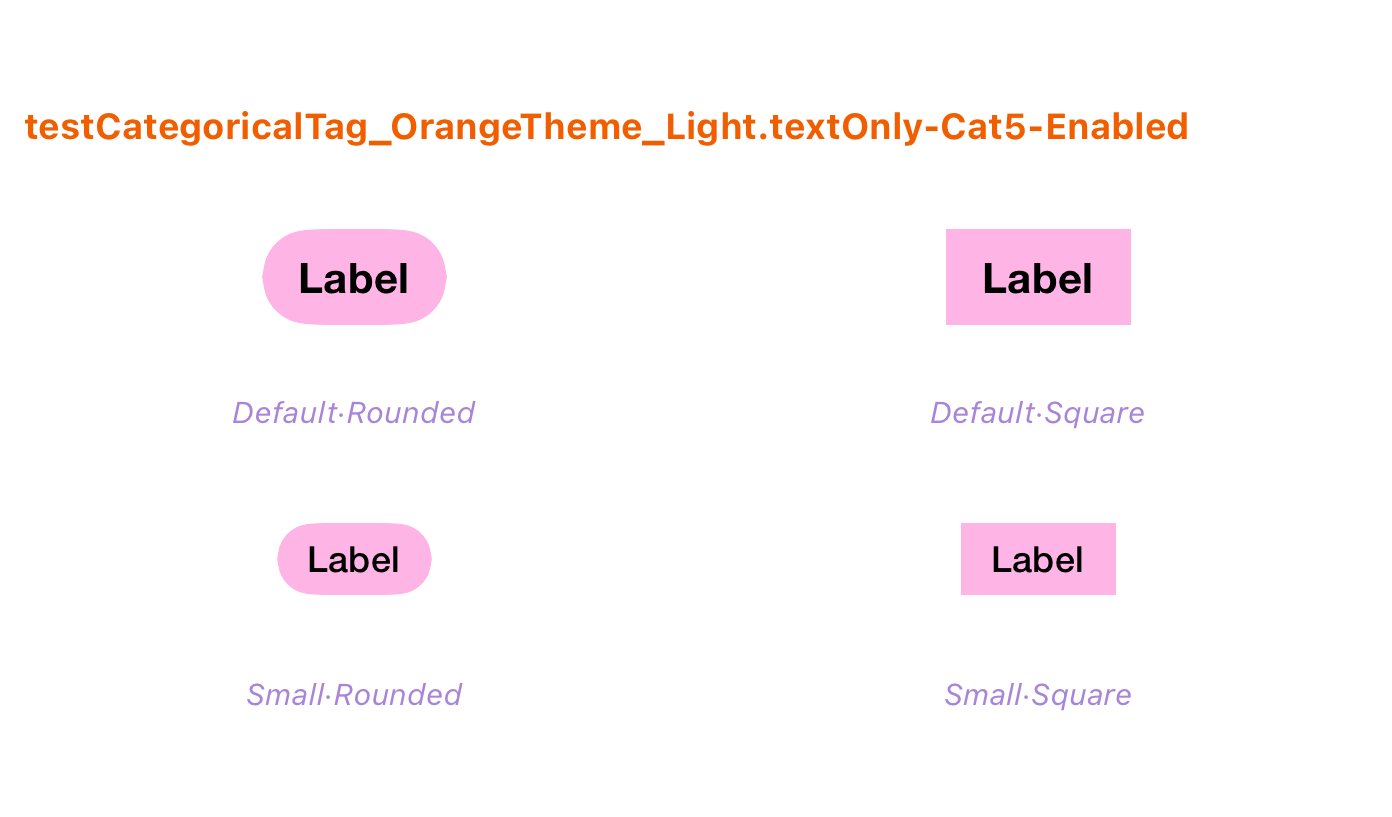 testCategoricalTag_OrangeTheme_Light.textOnly-Cat5-Enabled
Label
Label
Default·Rounded
Default·Square
Label
Label
Small·Rounded
Small·Square